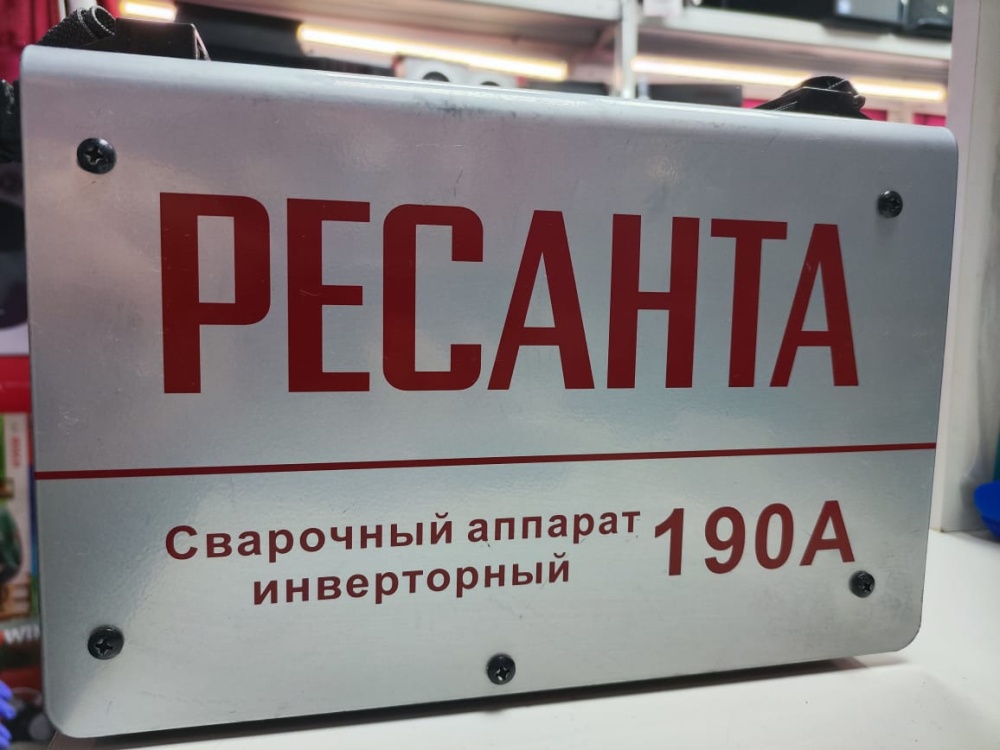 РЕСАНТА
Сварочный аппарат
инверторный
190А